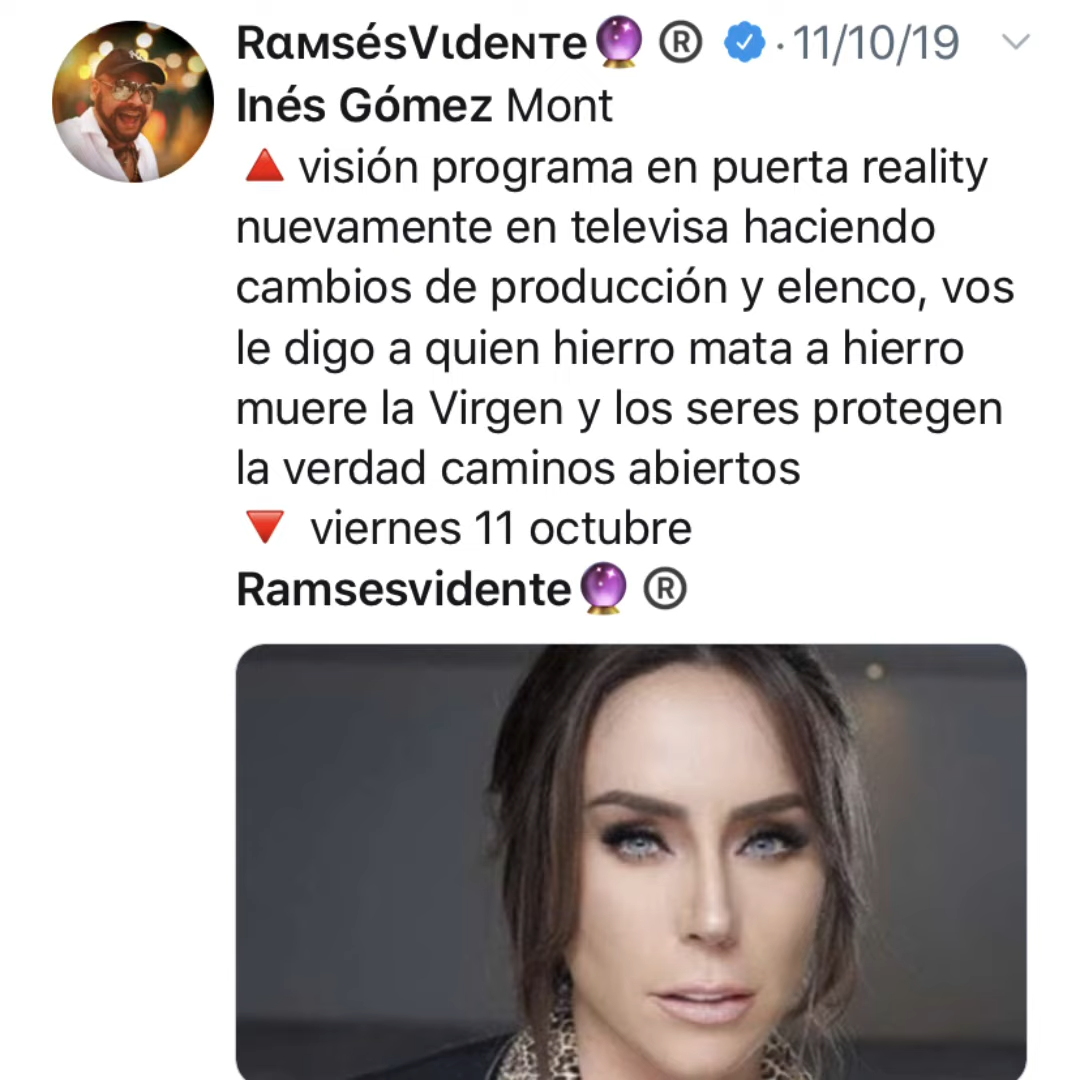 RαмsésVιdeɴтe🔮 ® · 11/10/19
Inés Gómez Mont
🔺 visión programa en puerta reality
nuevamente en televisa haciendo
cambios de producción y elenco, vos
le digo a quien hierro mata a hierro
muere la Virgen y los seres protegen
la verdad caminos abiertos
🔻 viernes 11 octubre
Ramsesvidente🔮 ®